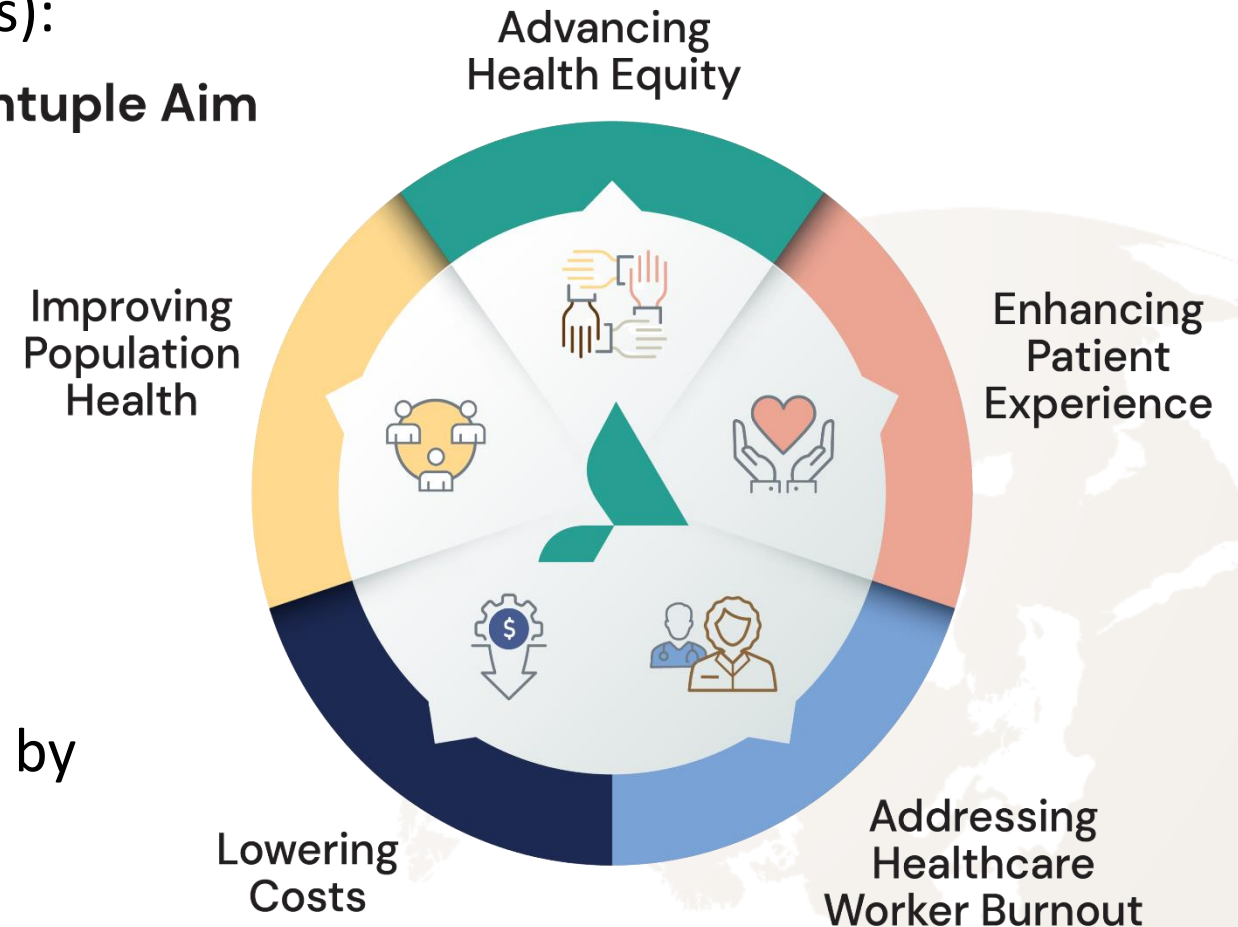 s):
ntuple Aim
Advancing
Health Equity
Improving
Population
Health
Enhancing
Patient
Experience
$
by
Lowering
Costs
Addressing
Healthcare
Worker Burnout